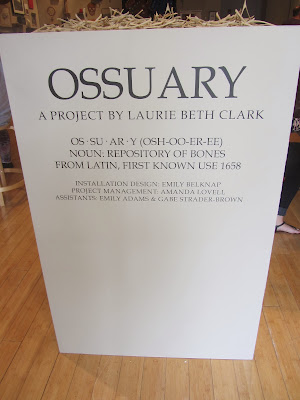 OSSUARY
A PROJECT BY LAURIE BETH CLARK
OS·SU·AR·Y (OSH-OO-ER-EE)
NOUN: REPOSITORY OF BONES
FROM LATIN, FIRST KNOWN USE 1658
INSTALLATION DESIGN: EMILY BELKNAP
PROJECT MANAGEMENT: AMANDA LOVELL
ASSISTANTS: EMILY ADAMS & GABE STRADER-BROWN